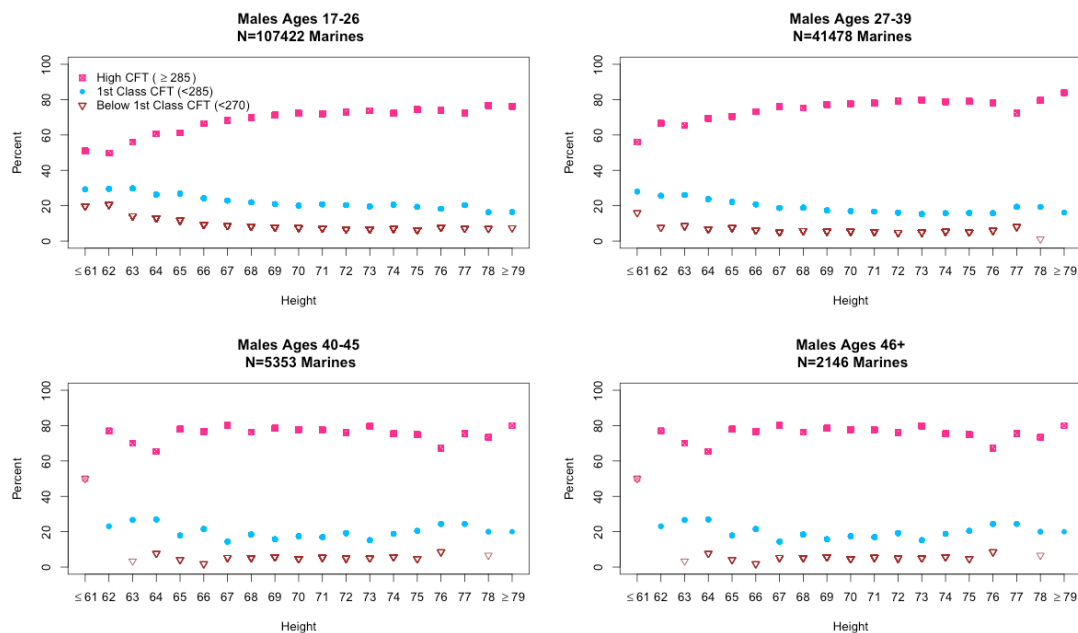 Males Ages 17-26
N=107422 Marines
Percent
100
80
60
40
20
0
High CFT ( ≥ 285)
1st Class CFT (<285)
Below 1st Class CFT (<270)
≤ 61 62 63 64 65 66 67 68 69 70 71 72 73 74 75 76 77 78 ≥ 79
Height
Males Ages 27-39
N=41478 Marines
Percent
100
80
60
40
20
0
≤ 61 62 63 64 65 66 67 68 69 70 71 72 73 74 75 76 77 78 ≥ 79
Height
Males Ages 40-45
N=5353 Marines
Percent
100
80
60
40
20
0
≤ 61 62 63 64 65 66 67 68 69 70 71 72 73 74 75 76 77 78 ≥ 79
Height
Males Ages 46+
N=2146 Marines
Percent
100
80
60
40
20
0
≤ 61 62 63 64 65 66 67 68 69 70 71 72 73 74 75 76 77 78 ≥ 79
Height